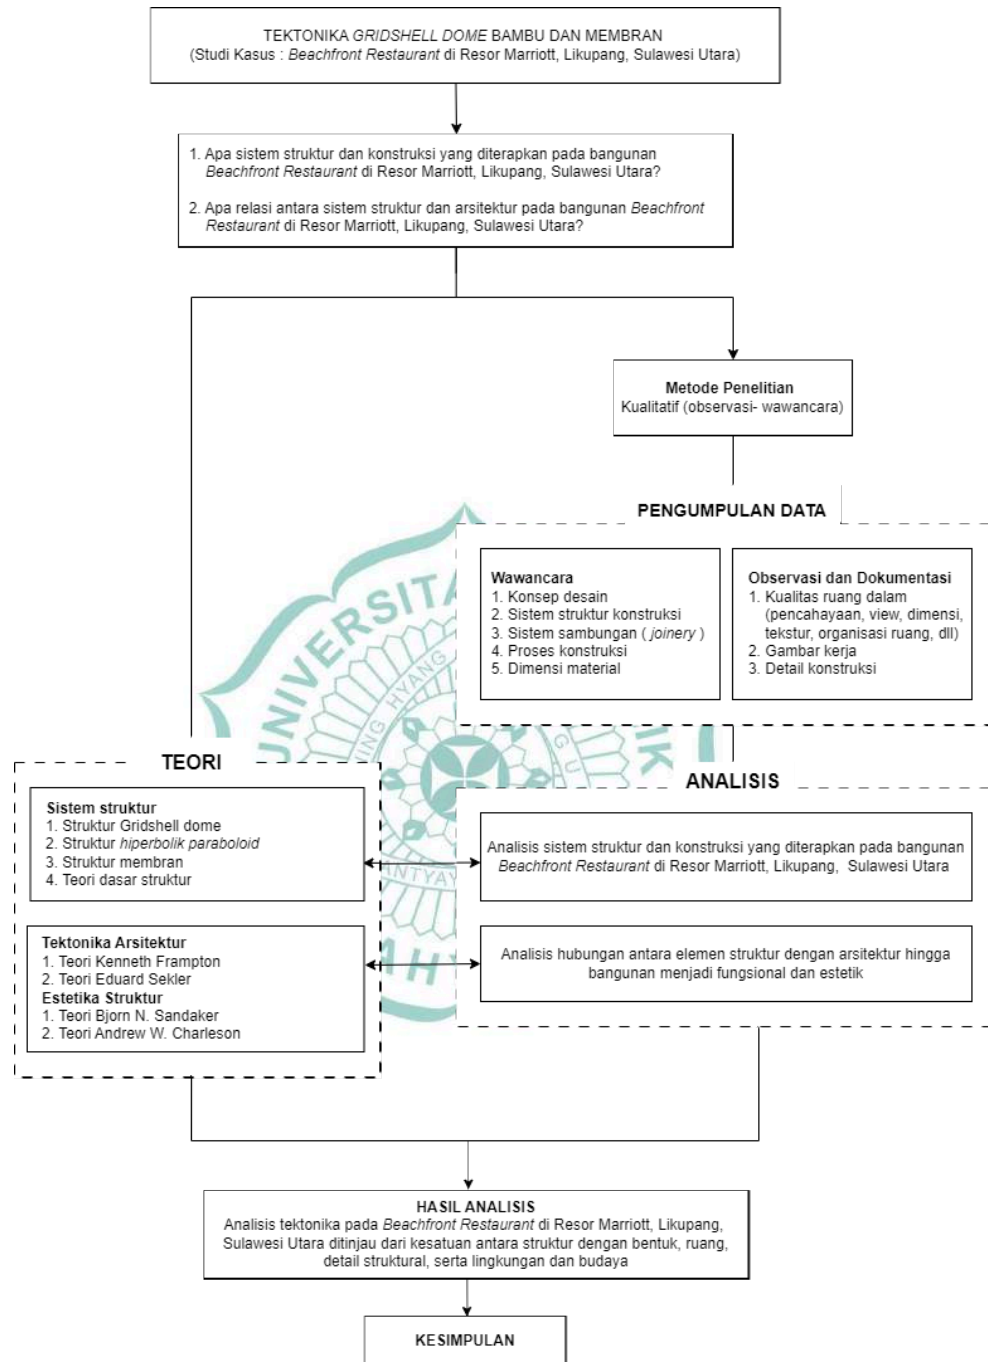 TEKTONIKA GRIDSHELL DOME BAMBU DAN MEMBRAN
(Studi Kasus : Beachfront Restaurant di Resor Marriott, Likupang, Sulawesi Utara)
1. Apa sistem struktur dan konstruksi yang diterapkan pada bangunan
Beachfront Restaurant di Resor Marriott, Likupang, Sulawesi Utara?
2. Apa relasi antara sistem struktur dan arsitektur pada bangunan Beachfront
Restaurant di Resor Marriott, Likupang, Sulawesi Utara?
Metode Penelitian
Kualitatif (observasi- wawancara)
PENGUMPULAN DATA
Wawancara
1. Konsep desain
2. Sistem struktur konstruksi
3. Sistem sambungan ( joinery )
4. Proses konstruksi
5. Dimensi material
Observasi dan Dokumentasi
1. Kualitas ruang dalam
(pencahayaan, view, dimensi,
tekstur, organisasi ruang, dll)
2. Gambar kerja
3. Detail konstruksi
TEORI
Sistem struktur
1. Struktur Gridshell dome
2. Struktur hiperbolik paraboloid
3. Struktur membran
4. Teori dasar struktur
Tektonika Arsitektur
1. Teori Kenneth Frampton
2. Teori Eduard Sekler
Estetika Struktur
1. Teori Bjorn N. Sandaker
2. Teori Andrew W. Charleson
ANALISIS
Analisis sistem struktur dan konstruksi yang diterapkan pada bangunan
Beachfront Restaurant di Resor Marriott, Likupang, Sulawesi Utara
Analisis hubungan antara elemen struktur dengan arsitektur hingga
bangunan menjadi fungsional dan estetik
HASIL ANALISIS
Analisis tektonika pada Beachfront Restaurant di Resor Marriott, Likupang,
Sulawesi Utara ditinjau dari kesatuan antara struktur dengan bentuk, ruang,
detail struktural, serta lingkungan dan budaya
KESIMPULAN